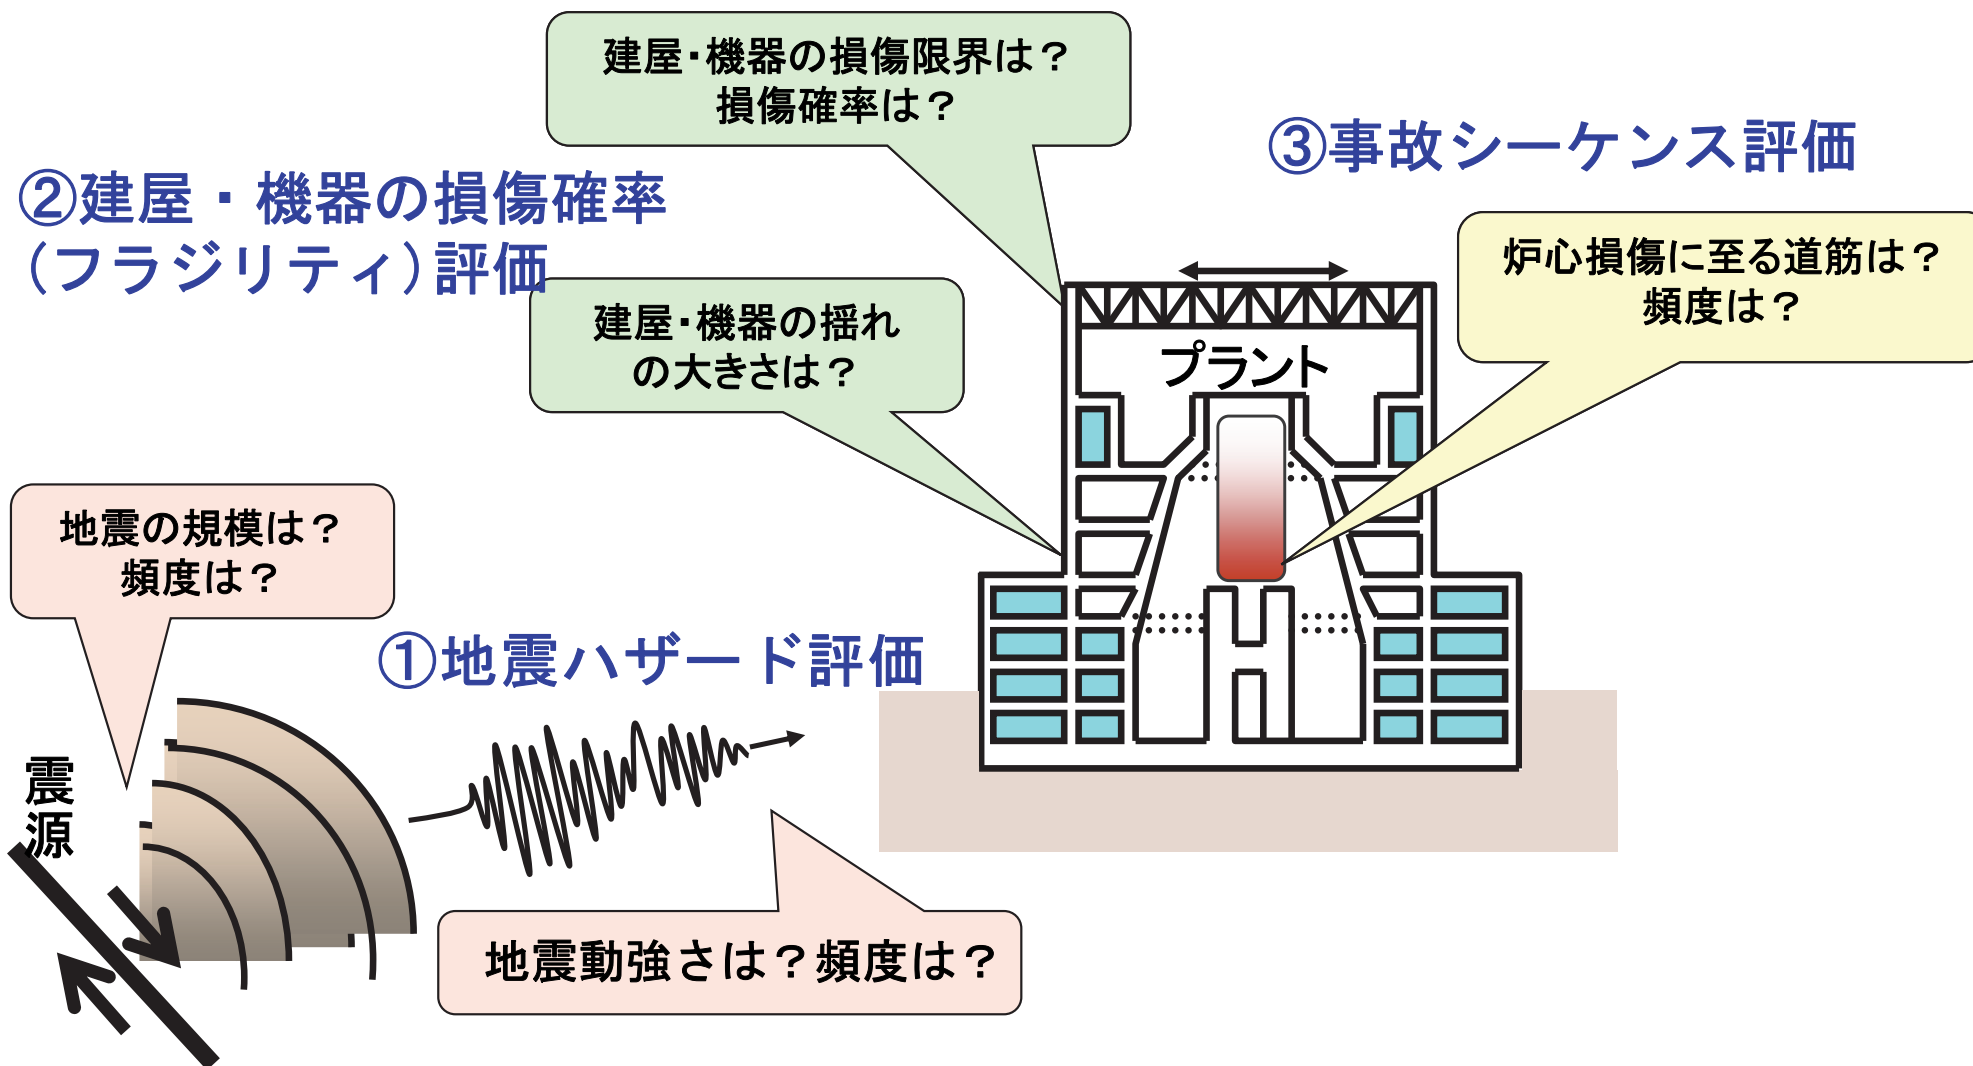 建屋・機器の損傷限界は？
損傷確率は？
③事故シーケンス評価
②建屋・機器の損傷確率
（フラジリティ）評価
炉心損傷に至る道筋は？
頻度は？
建屋・機器の揺れ
の大きさは？
プラント
地震の規模は？
頻度は？
①地震ハザード評価
震源
地震動強さは？頻度は？